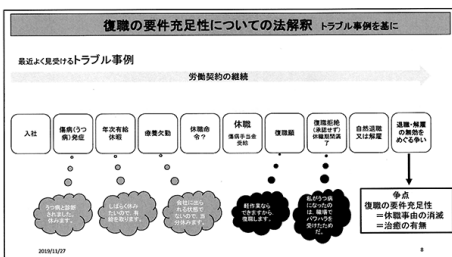 復職の要件充足性についての法解釈 トラブル事例を基に
最近よく見受けるトラブル事例
労働契約の継続
入社
傷病(うつ
病)発症
年次有給
休暇
療養欠勤
休職命
令?
休職
傷病手当金
受給
復職願
復職拒絶
(承認せず)
休職期間満
了
自然退職
又は解雇
退職・解雇
の無効を
めぐる争い
うつ病と診断
されました。
休みます。
しばらく休み
たいので、有
給を取ります。
会社に出ら
れる状態で
ないので、当
分休みます。
軽作業なら
できますから、
復職します。
私がうつ病
になったのは、職場で
パワハラを
受けたためだ。
争点
復職の要件充足性
=休職事由の消滅
=治癒の有無
2019/11/27
8